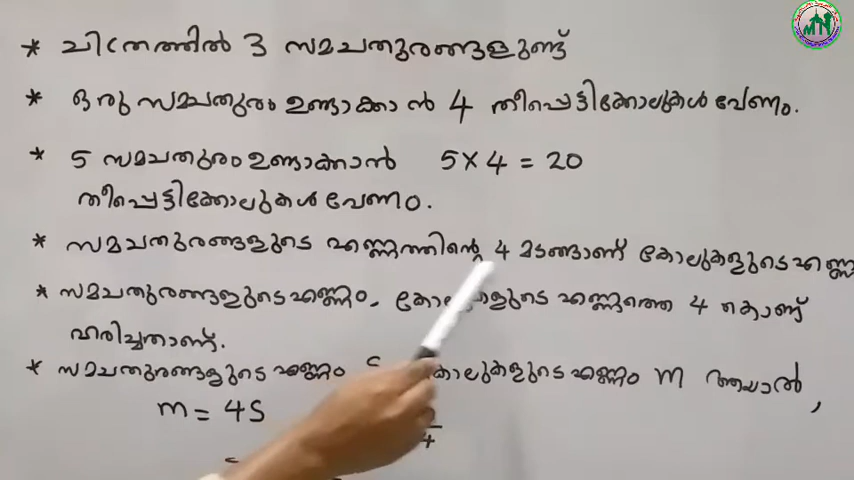 * ചിത്രത്തിൽ 3 സമചതുരങ്ങളുണ്ട്
* ഒരു സമചതുരം ഉണ്ടാക്കാൻ 4 തീപ്പെട്ടിക്കോലുകൾ വേണം.
* 5 സമചതുരം ഉണ്ടാക്കാൻ 5 × 4 = 20
തീപ്പെട്ടിക്കോലുകൾ വേണം.
* സമചതുരങ്ങളുടെ എണ്ണത്തിന്റെ 4 മടങ്ങാണ് കോലുകളുടെ എണ്ണ
* സമചതുരങ്ങളുടെ എണ്ണം, എണ്ണത്തെ 4 കൊണ്ട്
ഹരിച്ചതാണ്.
* സമചതുരങ്ങളുടെ എണ്ണം കോലുകളുടെ എണ്ണം m ആയാൽ,
m = 4S
4